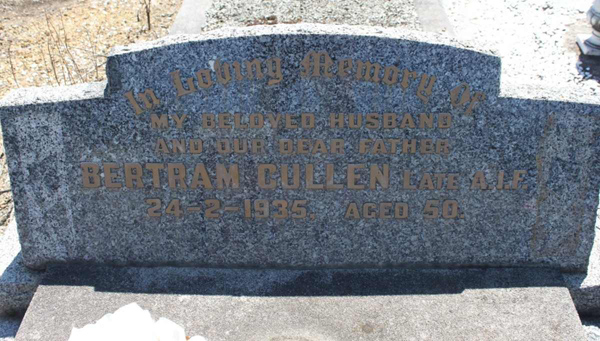 In Loving Memory Of
MY BELOVED HUSBAND
AND OUR DEAR FATHER
BERTRAM CULLEN LATE A.I.F.
24-2-1935, AGED 50.